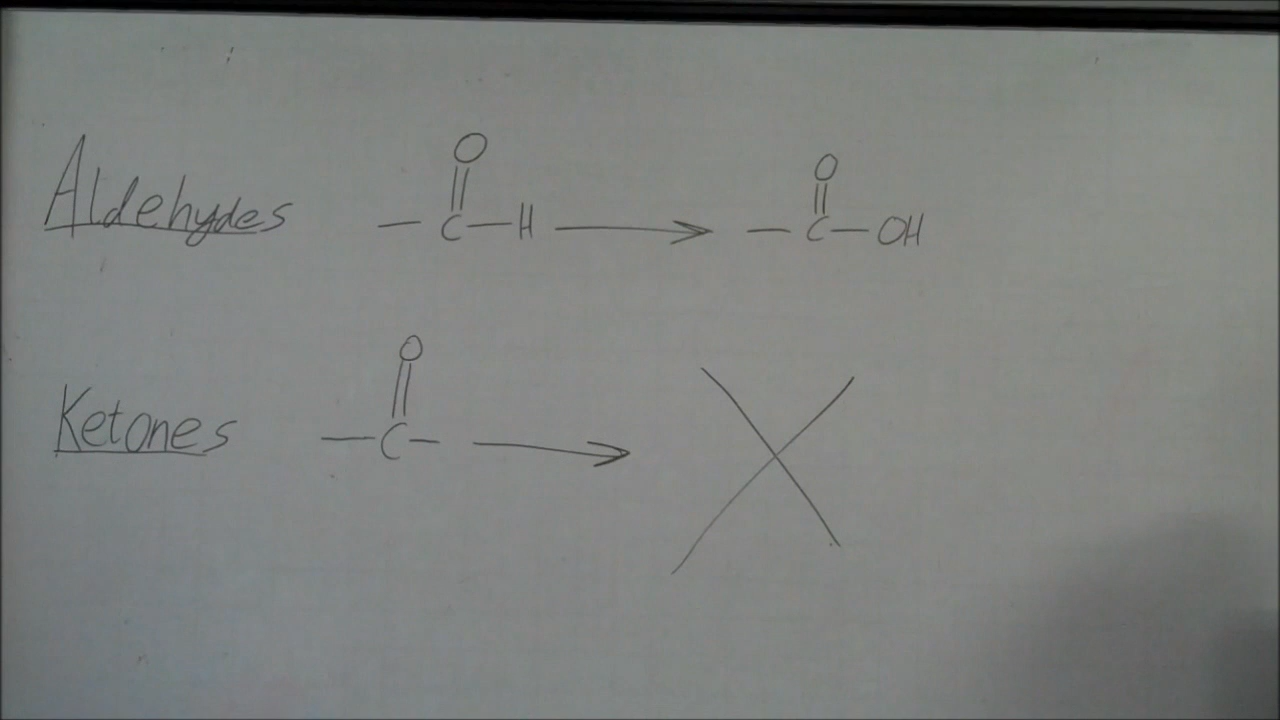 O O
Aldehydes — C — H → — C — OH
O
Ketones — C — → X